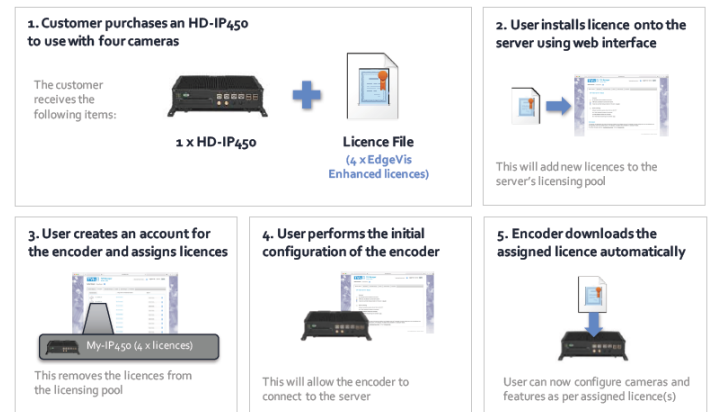 1. Customer purchases an HD-IP450
to use with four cameras
The customer
receives the
following items:
1 x HD-IP450
Licence File
(4 x EdgeVis
Enhanced licences)
2. User installs licence onto the
server using web interface
This will add new licences to the
server's licensing pool
3. User creates an account for
the encoder and assigns licences
My-IP450 (4 x licences)
This removes the licences from
the licensing pool
4. User performs the initial
configuration of the encoder
This will allow the encoder to
connect to the server
5. Encoder downloads the
assigned licence automatically
User can now configure cameras and
features as per assigned licence(s)